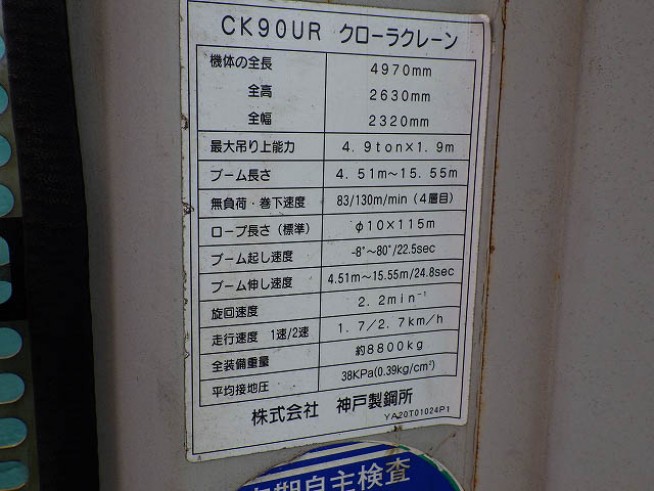 CK90UR クローラクレーン
機体の全長 4970mm
全高 2630mm
全幅 2320mm
最大吊り上能力 4.9ton×1.9m
ブーム長さ 4.51m～15.55m
無負荷・巻下速度 83/130m/min（4層目）
ロープ長さ（標準） φ10×115m
ブーム起し速度 -8°～80°/22.5sec
ブーム伸し速度 4.51m～15.55m/24.8sec
旋回速度 2.2min⁻¹
走行速度 1速/2速 1.7/2.7km/h
全装備重量 約8800kg
平均接地圧 38KPa(0.39kg/cm²)
株式会社 神戸製鋼所
YA20T01024P1
期自主検査